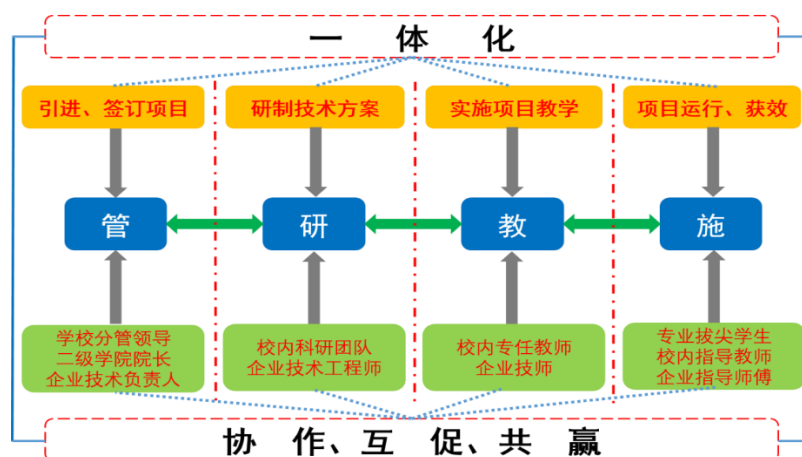 一 体 化
引进、签订项目
研制技术方案
实施项目教学
项目运行、获效
管
研
教
施
学校分管领导
二级学院院长
企业技术负责人
校内科研团队
企业技术工程师
校内专任教师
企业技师
专业拔尖学生
校内指导教师
企业指导师傅
协 作、互 促、共 赢